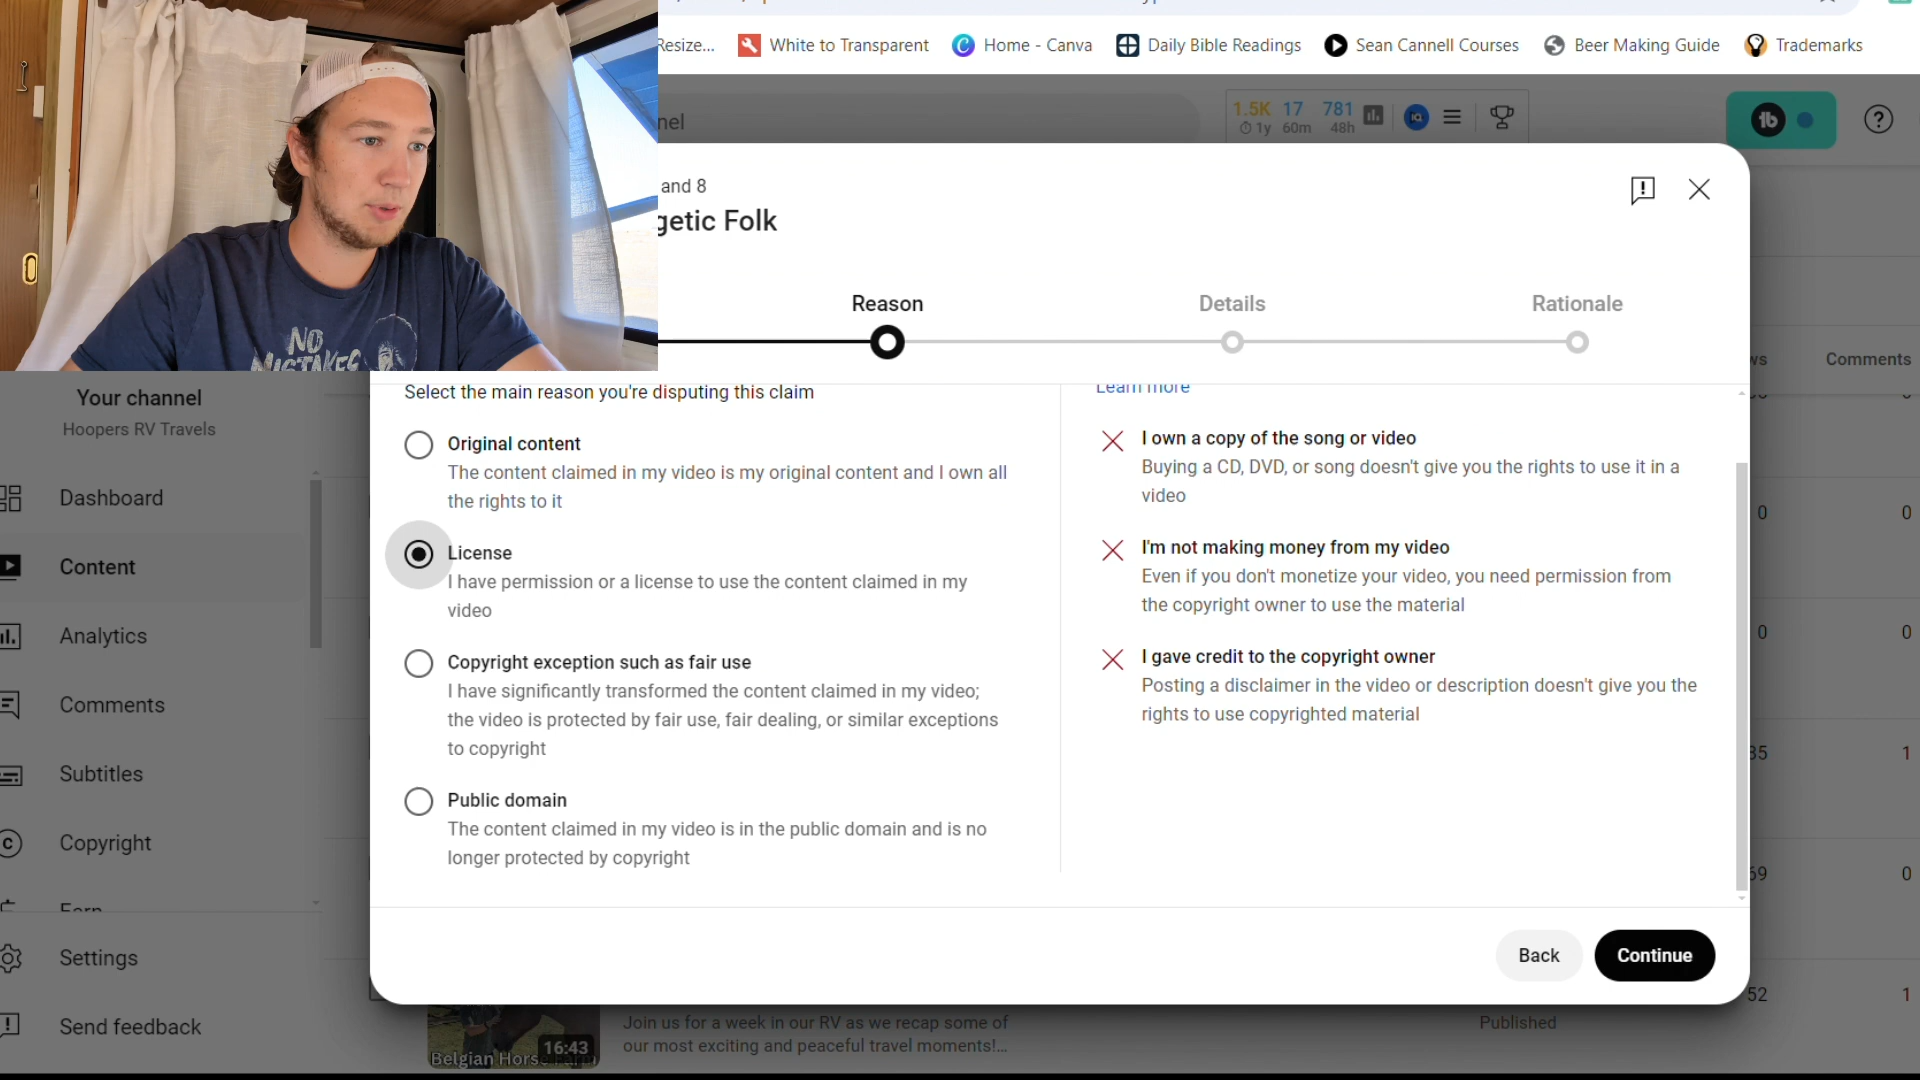 Resize...
White to Transparent
Home - Canva
Daily Bible Readings
Sean Cannell Courses
Beer Making Guide
Trademarks
nel
1.5K 17 781
1y 60m 48h
IQ
tb
?
and 8
getic Folk
NO
MISTAKES
Reason
Details
Rationale
ws
Comments
Your channel
Hoopers RV Travels
Dashboard
Content
Analytics
Comments
Subtitles
Copyright
Earn
Settings
Send feedback
Select the main reason you're disputing this claim
Original content
The content claimed in my video is my original content and I own all
the rights to it
License
I have permission or a license to use the content claimed in my
video
Copyright exception such as fair use
I have significantly transformed the content claimed in my video;
the video is protected by fair use, fair dealing, or similar exceptions
to copyright
Public domain
The content claimed in my video is in the public domain and is no
longer protected by copyright
Learn more
I own a copy of the song or video
Buying a CD, DVD, or song doesn't give you the rights to use it in a
video
I'm not making money from my video
Even if you don't monetize your video, you need permission from
the copyright owner to use the material
I gave credit to the copyright owner
Posting a disclaimer in the video or description doesn't give you the
rights to use copyrighted material
0 0
0 0
35 1
69 0
52 1
Back
Continue
Belgian Hors
16:43
Join us for a week in our RV as we recap some of
our most exciting and peaceful travel moments!...
Published